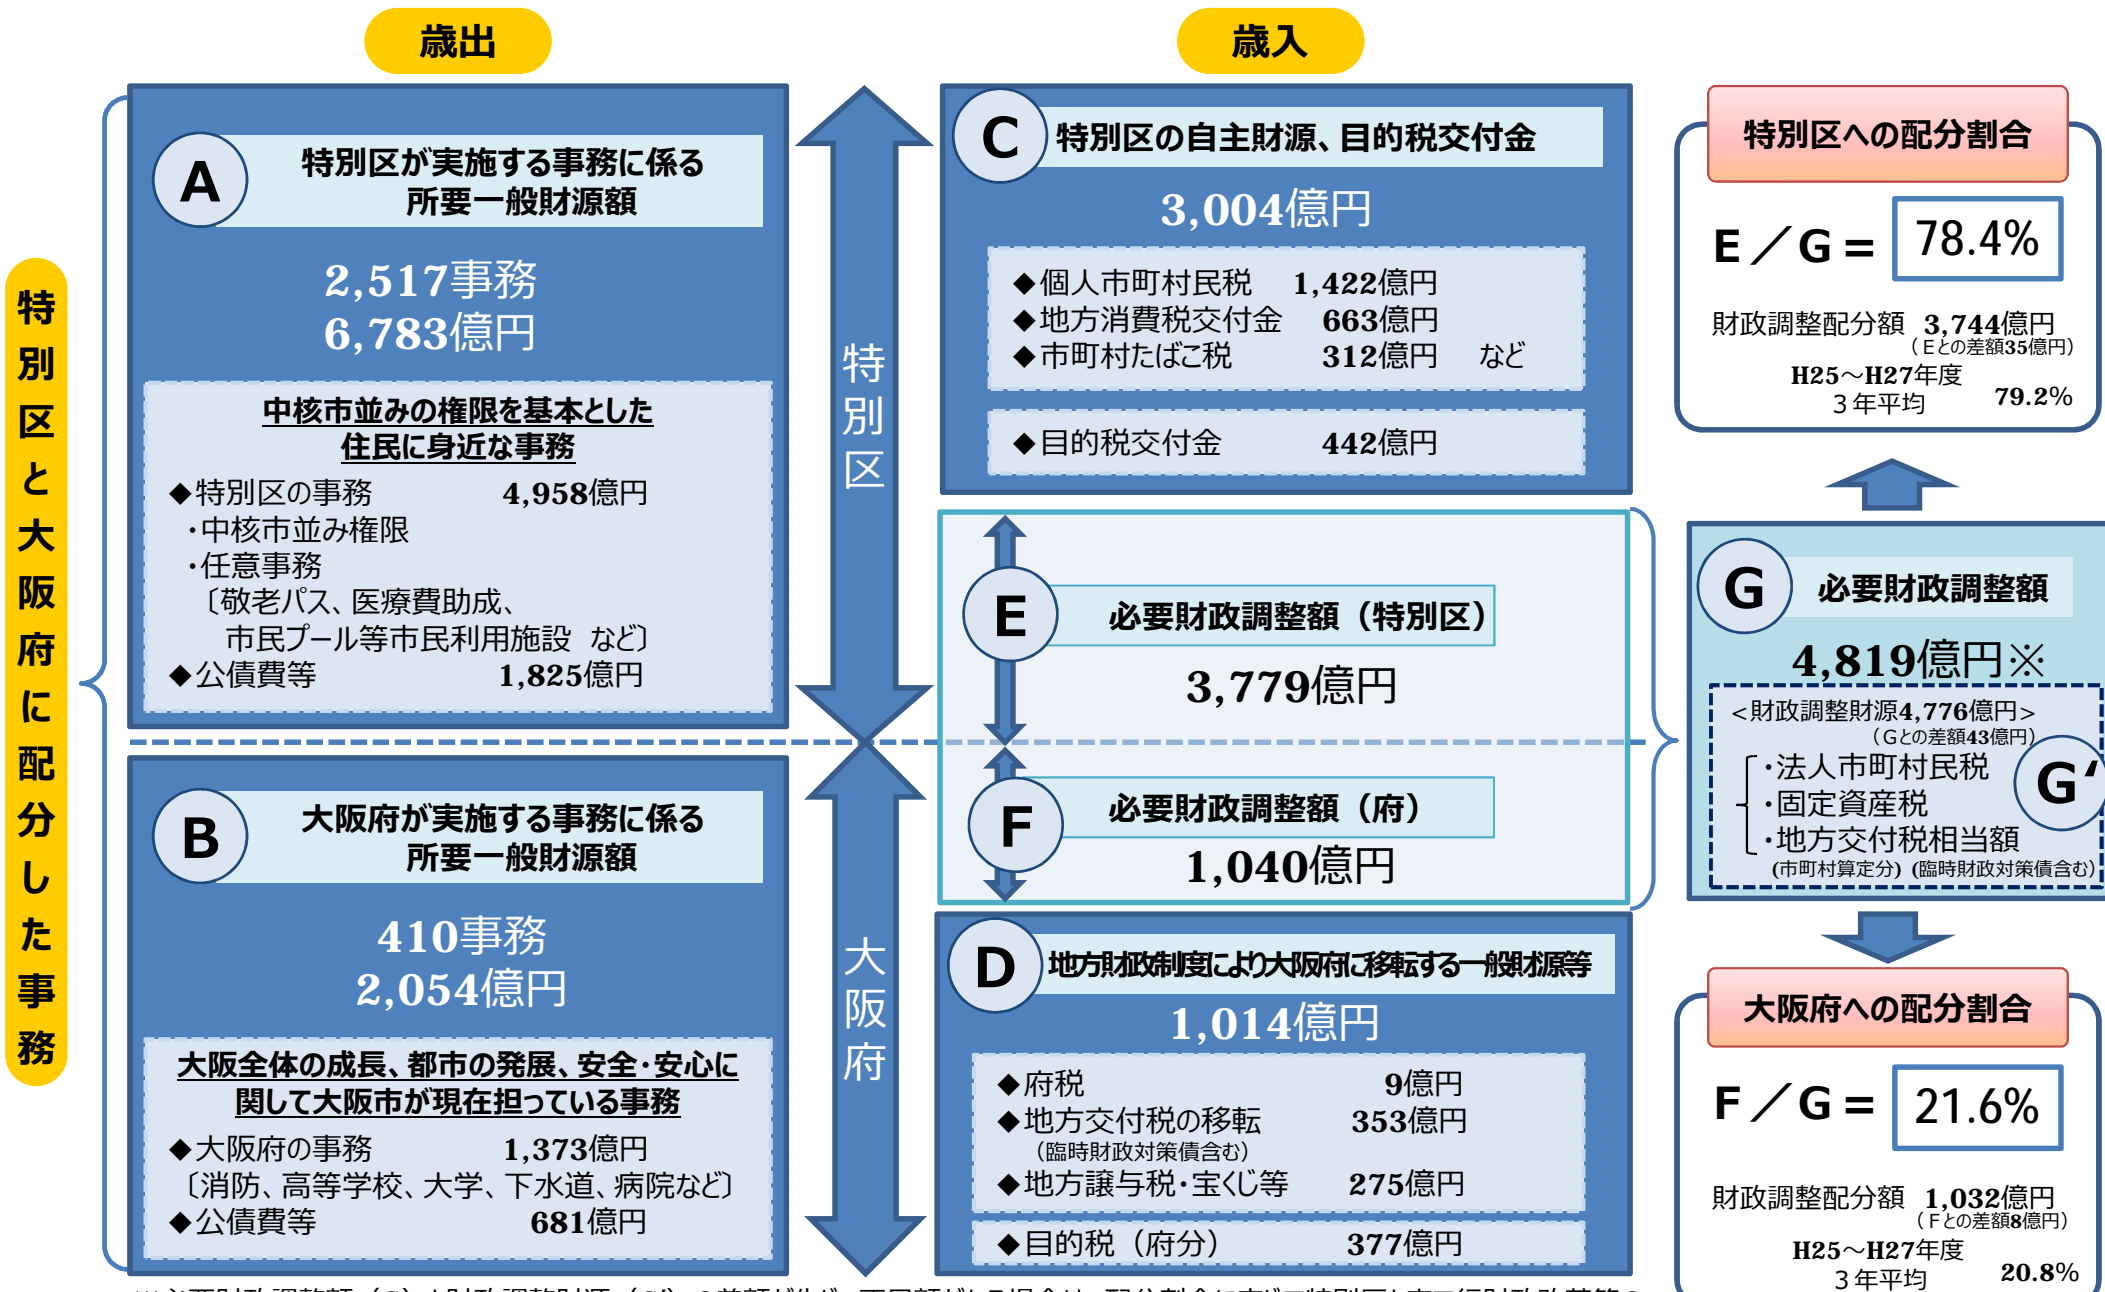 歳出
歳入
特別区と大阪府に配分した事務
A
特別区が実施する事務に係る
所要一般財源額
2,517事務
6,783億円
中核市並みの権限を基本とした
住民に身近な事務
◆特別区の事務 4,958億円
・中核市並み権限
・任意事務
〔敬老パス、医療費助成、
市民プール等市民利用施設 など〕
◆公債費等 1,825億円
B
大阪府が実施する事務に係る
所要一般財源額
410事務
2,054億円
大阪全体の成長、都市の発展、安全・安心に
関して大阪市が現在担っている事務
◆大阪府の事務 1,373億円
〔消防、高等学校、大学、下水道、病院など〕
◆公債費等 681億円
特別区
大阪府
C
特別区の自主財源、目的税交付金
3,004億円
◆個人市町村民税 1,422億円
◆地方消費税交付金 663億円
◆市町村たばこ税 312億円 など
◆目的税交付金 442億円
E
必要財政調整額（特別区）
3,779億円
F
必要財政調整額（府）
1,040億円
D
地方財政制度により大阪府に移転する一般財源等
1,014億円
◆府税 9億円
◆地方交付税の移転 353億円
（臨時財政対策債含む）
◆地方譲与税・宝くじ等 275億円
◆目的税（府分） 377億円
特別区への配分割合
E／G＝ 78.4%
財政調整配分額 3,744億円
（Eとの差額35億円）
H25～H27年度
３年平均 79.2%
G
必要財政調整額
4,819億円※
<財政調整財源4,776億円>
（Gとの差額43億円）
・法人市町村民税
・固定資産税
・地方交付税相当額
(市町村算定分) (臨時財政対策債含む)
G‘
大阪府への配分割合
F／G＝ 21.6%
財政調整配分額 1,032億円
（Fとの差額8億円）
H25～H27年度
３年平均 20.8%